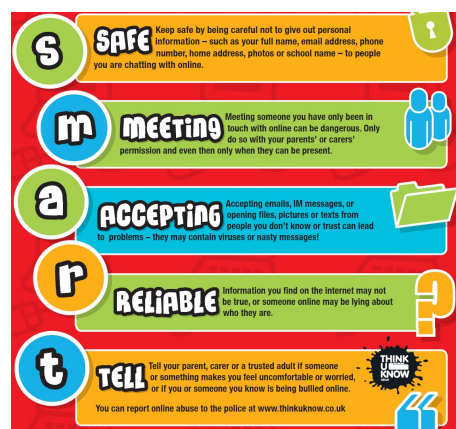 s
SAFE Keep safe by being careful not to give out personal
information – such as your full name, email address, phone
number, home address, photos or school name – to people
you are chatting with online.
m
MEETING Meeting someone you have only been in
touch with online can be dangerous. Only
do so with your parents' or carers'
permission and even then only when they can be present.
a
ACCEPTING Accepting emails, IM messages, or
opening files, pictures or texts from
people you don't know or trust can lead
to problems – they may contain viruses or nasty messages!
r
RELIABLE Information you find on the internet may not
be true, or someone online may be lying about
who they are.
t
TELL Tell your parent, carer or a trusted adult if someone
or something makes you feel uncomfortable or worried,
or if you or someone you know is being bullied online.
You can report online abuse to the police at www.thinkuknow.co.uk
THINK
U
KNOW